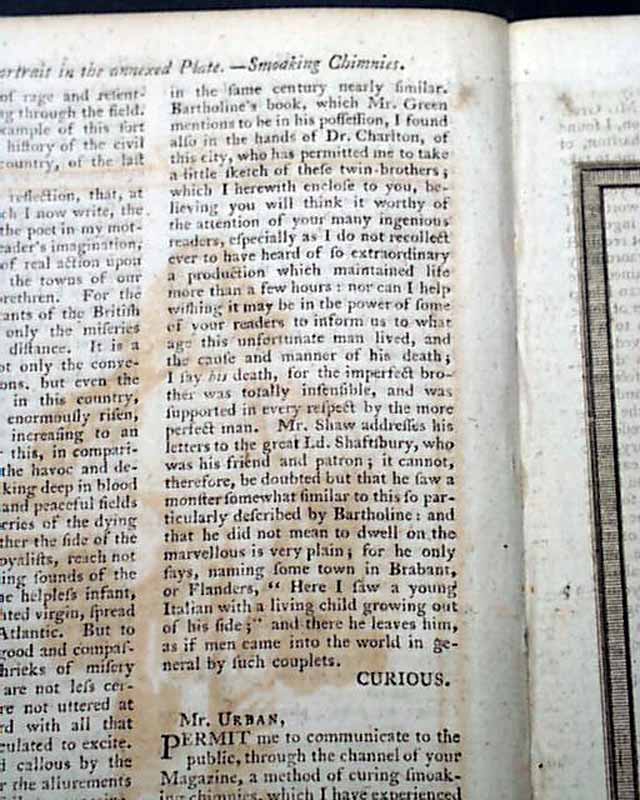 ortrait in the annexed Plate.—Smoaking Chimnies.
of rage and resent-
g through the field.
xample of this sort
history of the civil
country, of the last
reflection, that, at
ch I now write, the
the poet in my mot-
eader's imagination,
of real action upon
the towns of our
rethren. For the
ants of the British
only the miseries
distance. It is a
ot only the conve-
ons, but even the
in this country,
enormously risen,
increasing to an
this, in compari-
the havoc and de-
king deep in blood
and peaceful fields
eries of the dying
ther the side of the
oyalists, reach not
ing sounds of the
he helpless infant,
hted virgin, spread
Atlantic. But to
good and compas-
hrieks of misery
are not less cer-
re not uttered at
rd with all that
culated to excite.
d callous by the
r the allurements
in the same century nearly similar.
Bartholine's book, which Mr. Green
mentions to be in his possession, I found
also in the hands of Dr. Charlton, of
this city, who has permitted me to take
a little sketch of these twin-brothers;
which I herewith enclose to you, be-
lieving you will think it worthy of
the attention of your many ingenious
readers, especially as I do not recollect
ever to have heard of so extraordinary
a production which maintained life
more than a few hours: nor can I help
wishing it may be in the power of some
of your readers to inform us to what
age this unfortunate man lived, and
the cause and manner of his death;
I say his death, for the imperfect bro-
ther was totally insensible, and was
supported in every respect by the more
perfect man. Mr. Shaw addresses his
letters to the great Ld. Shaftsbury, who
was his friend and patron; it cannot,
therefore, be doubted but that he saw a
monster somewhat similar to this so par-
ticularly described by Bartholine: and
that he did not mean to dwell on the
marvellous is very plain; for he only
says, naming some town in Brabant,
or Flanders, "Here I saw a young
Italian with a living child growing out
of his side;" and there he leaves him,
as if men came into the world in ge-
neral by such couplets.
CURIOUS.
Mr. URBAN,
PERMIT me to communicate to the
public, through the channel of your
Magazine, a method of curing smoak-
ing chimnies, which I have experienced